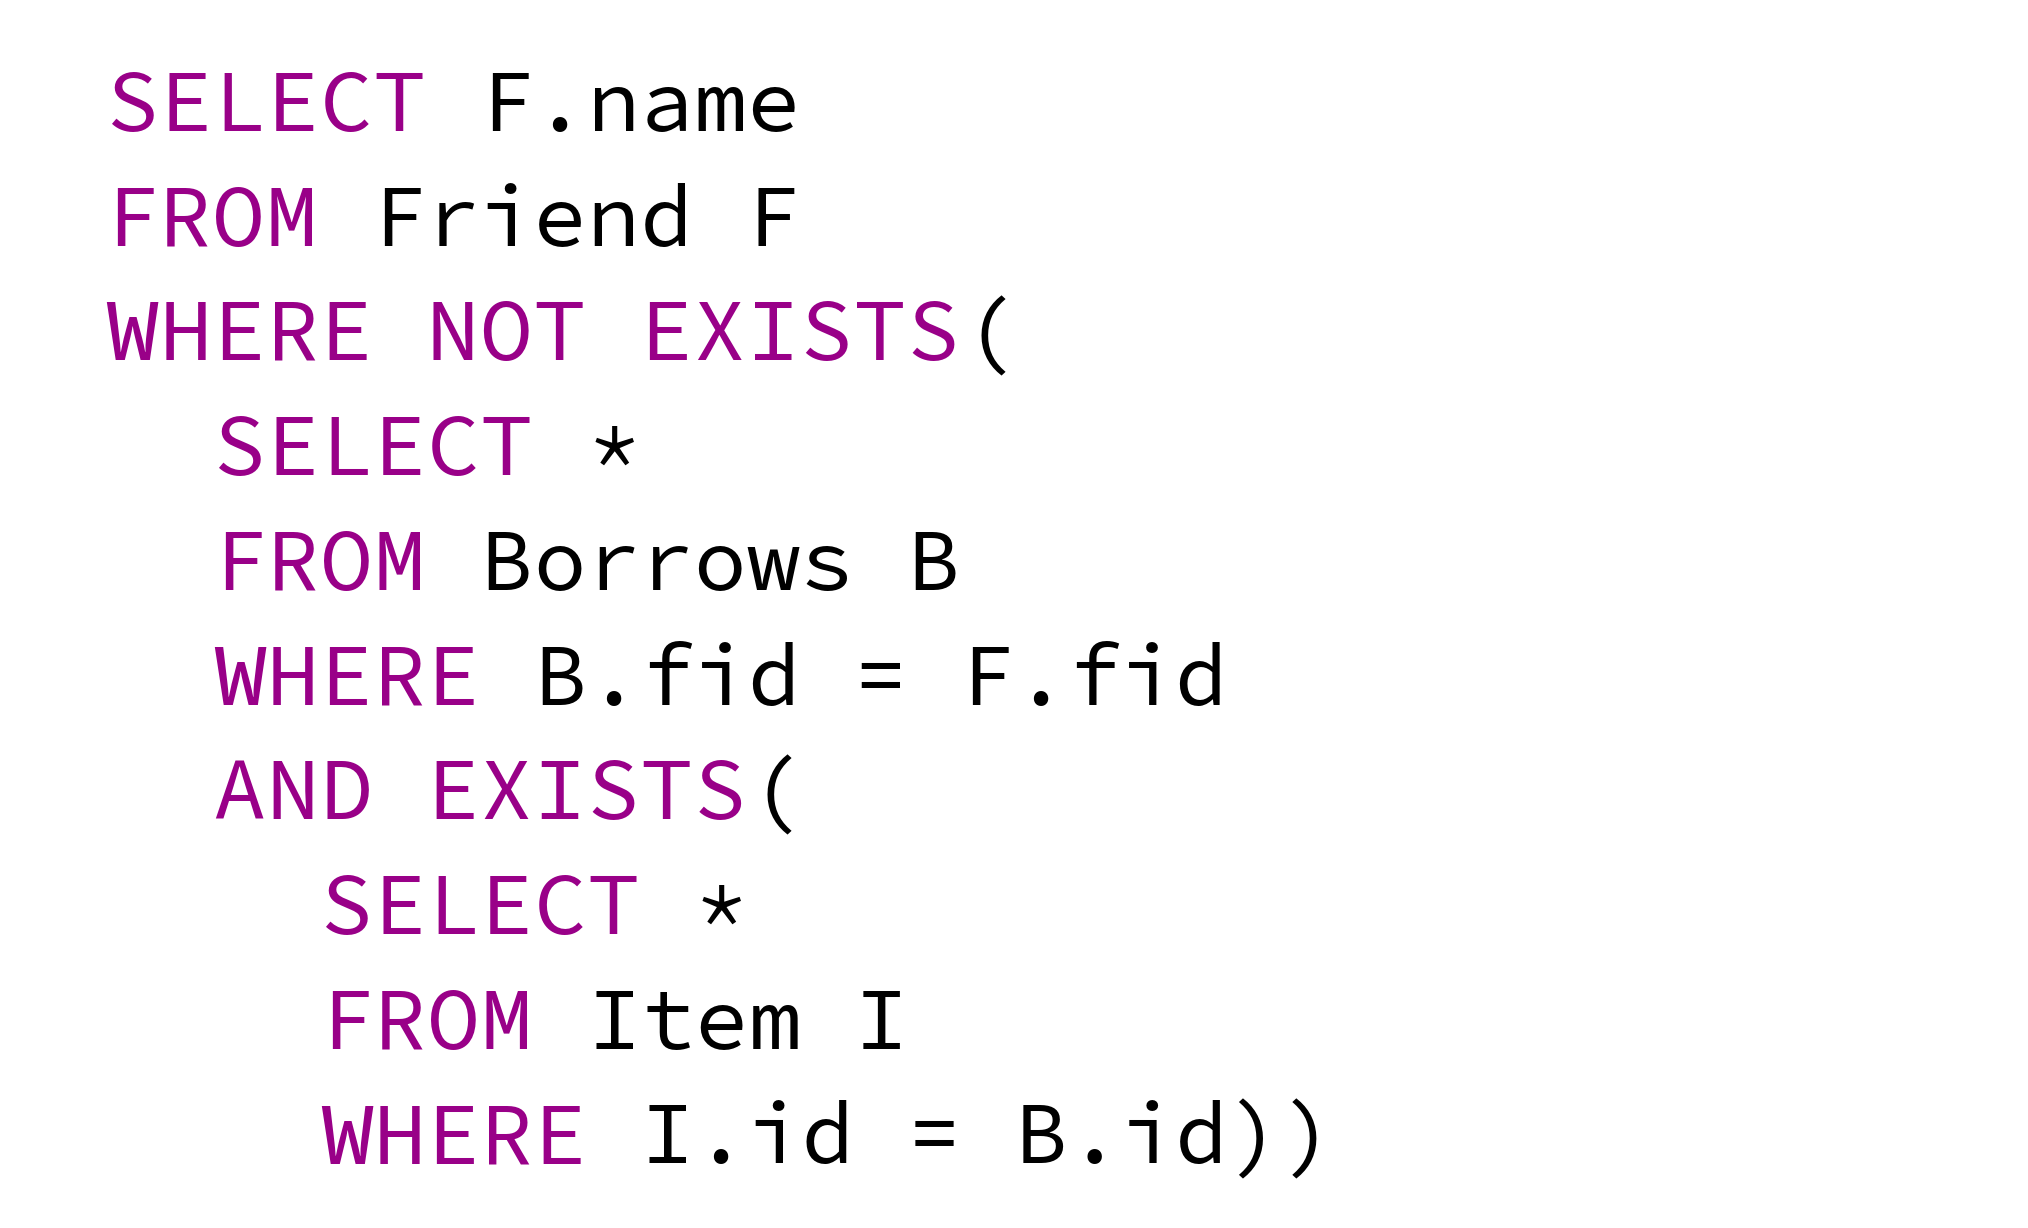 SELECT F.name
FROM Friend F
WHERE NOT EXISTS(
  SELECT *
  FROM Borrows B
  WHERE B.fid = F.fid
  AND EXISTS(
    SELECT *
    FROM Item I
    WHERE I.id = B.id))